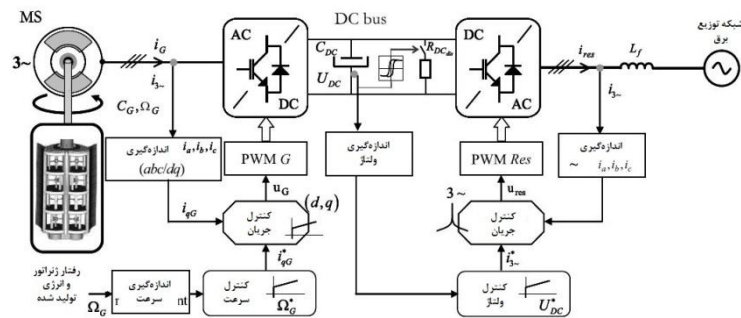 MS
DC bus
شبکه توزیع
برق
3~
i_G
i_3~
AC
DC
C_DC
U_DC
R_DC_dis
DC
AC
i_res
L_f
i_3~
C_G, Ω_G
اندازه‌گیری i_a, i_b, i_c
(abc/dq)
PWM G
اندازه‌گیری
ولتاژ
PWM Res
اندازه‌گیری
~ i_a, i_b, i_c
u_G
u_res
i_qG
کنترل
جریان
(d, q)
3 ~
کنترل
جریان
i*_qG
i*_3~
رفتار ژنراتور
و انرژی
تولید شده
Ω_G
اندازه‌گیری
سرعت
r
nt
کنترل
سرعت
Ω*_G
کنترل
ولتاژ
U*_DC